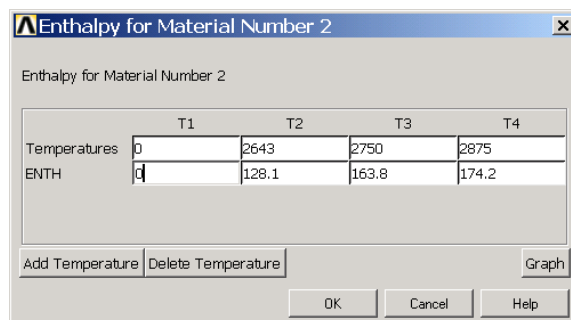 Enthalpy for Material Number 2
Enthalpy for Material Number 2
T1 T2 T3 T4
Temperatures 0 2643 2750 2875
ENTH 0 128.1 163.8 174.2
Add Temperature Delete Temperature Graph
OK Cancel Help